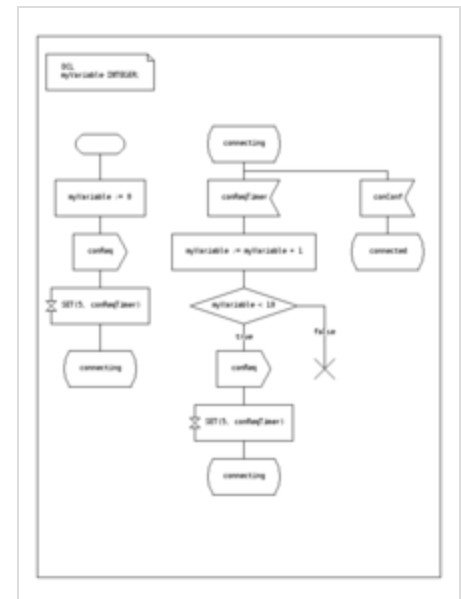 DCL
myVariable INTEGER;
myVariable := 0
conReq
SET(5, conReqTimer)
connecting
connecting
conReqTimer
conConf
myVariable := myVariable + 1
connected
myVariable < 10
false
true
conReq
SET(5, conReqTimer)
connecting